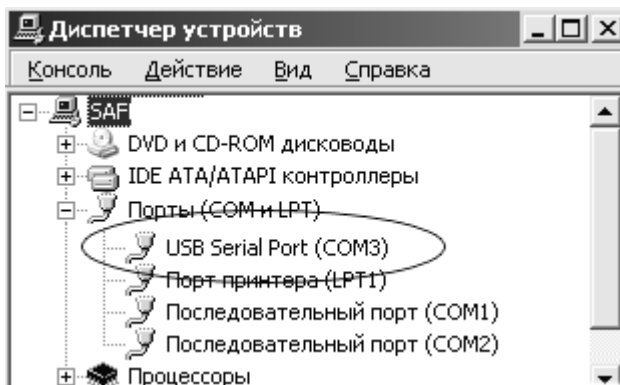 Диспетчер устройств
Консоль Действие Вид Справка
SAF
DVD и CD-ROM дисководы
IDE ATA/ATAPI контроллеры
Порты (COM и LPT)
USB Serial Port (COM3)
Порт принтера (LPT1)
Последовательный порт (COM1)
Последовательный порт (COM2)
Процессоры